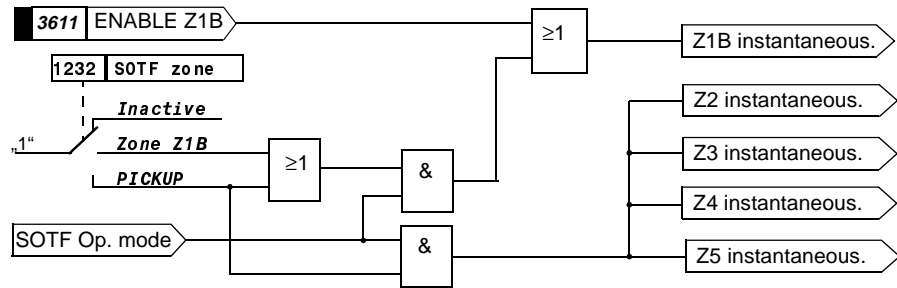 3611 ENABLE Z1B
≥1
Z1B instantaneous.
1232 SOTF zone
Z2 instantaneous.
Inactive
„1“
Zone Z1B
≥1
Z3 instantaneous.
&
PICKUP
Z4 instantaneous.
SOTF Op. mode
&
Z5 instantaneous.